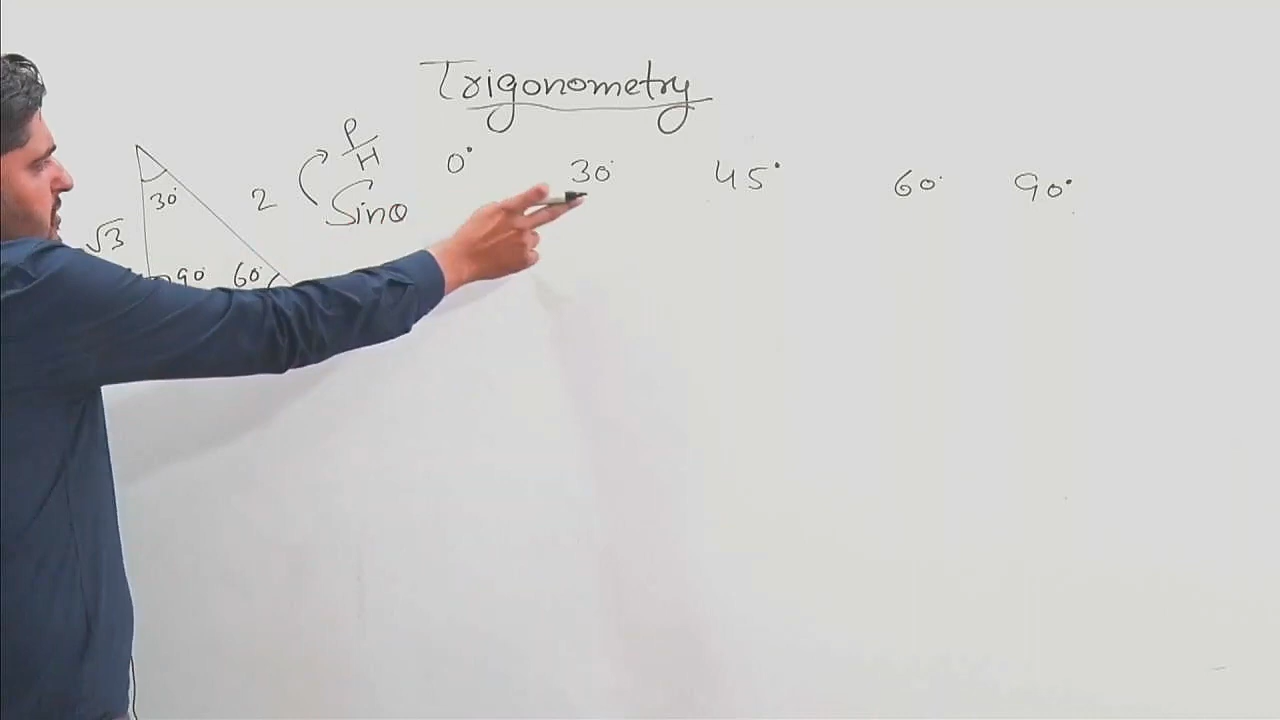 Trigonometry
P/H 0° 30° 45° 60° 90°
Sinθ
30° 2
√3
90° 60°